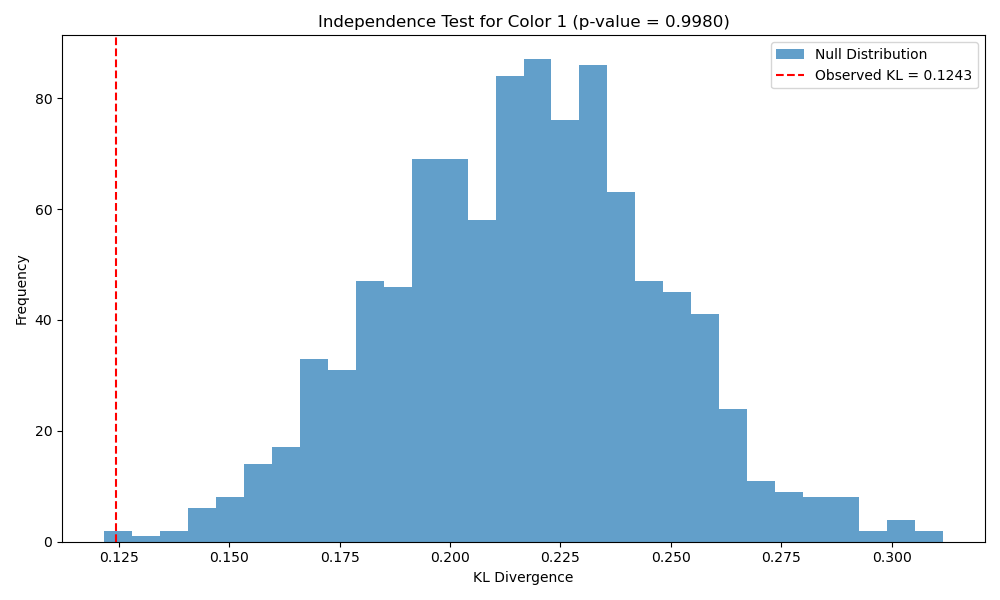 Independence Test for Color 1 (p-value = 0.9980)
Null Distribution
Observed KL = 0.1243
Frequency
80
60
40
20
0
0.125 0.150 0.175 0.200 0.225 0.250 0.275 0.300
KL Divergence